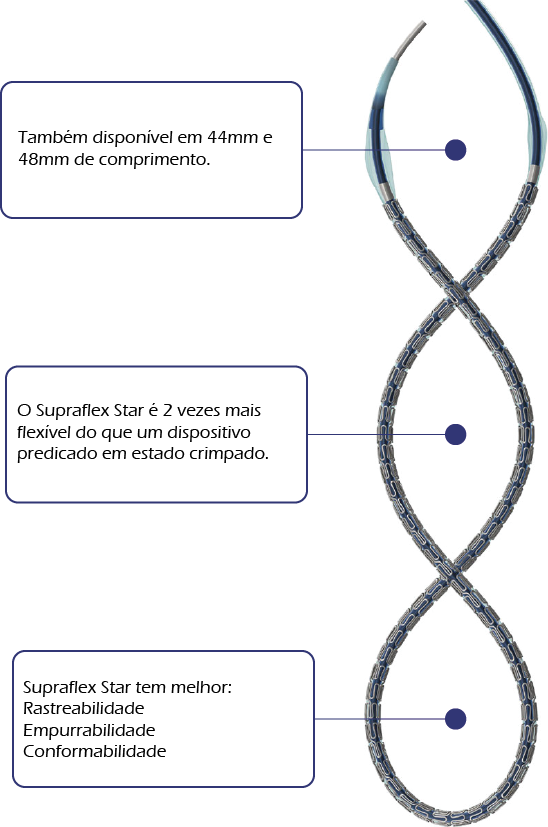 Também disponível em 44mm e
48mm de comprimento.
O Supraflex Star é 2 vezes mais
flexível do que um dispositivo
predicado em estado crimpado.
Supraflex Star tem melhor:
Rastreabilidade
Empurrabilidade
Conformabilidade